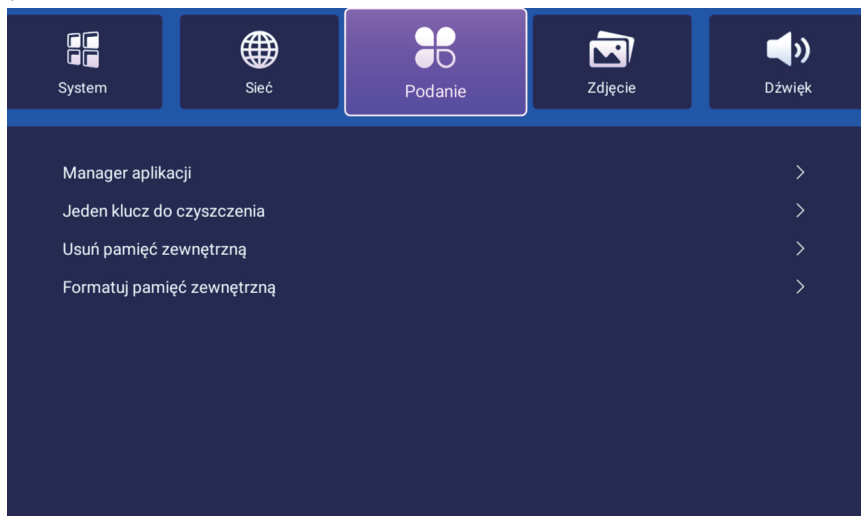 System
Sieć
Podanie
Zdjęcie
Dźwięk
Manager aplikacji
Jeden klucz do czyszczenia
Usuń pamięć zewnętrzną
Formatuj pamięć zewnętrzną